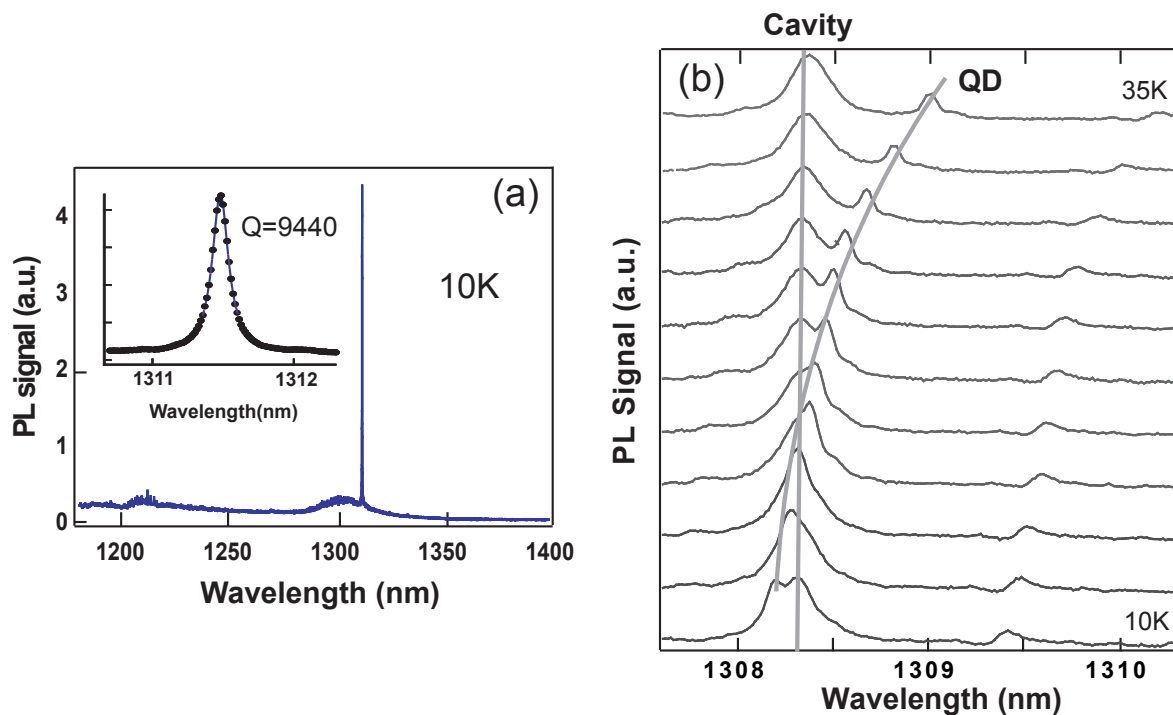 (a)
4
3
2
1
0
PL signal (a.u.)
Q=9440
10K
1311
1312
Wavelength(nm)
1200
1250
1300
1350
1400
Wavelength (nm)
Cavity
(b)
QD
35K
PL Signal (a.u.)
10K
1308
1309
1310
Wavelength (nm)